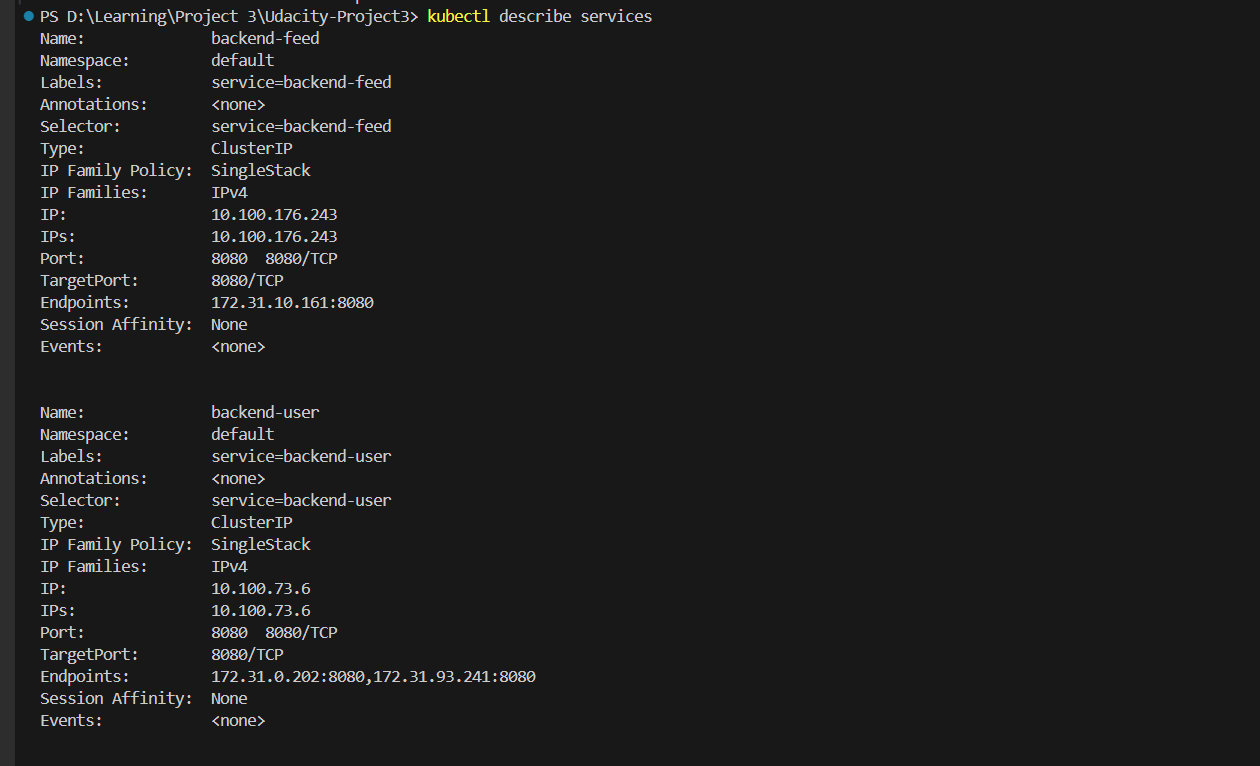 PS D:\Learning\Project 3\Udacity-Project3> kubectl describe services
Name:              backend-feed
Namespace:         default
Labels:            service=backend-feed
Annotations:       <none>
Selector:          service=backend-feed
Type:              ClusterIP
IP Family Policy:  SingleStack
IP Families:       IPv4
IP:                10.100.176.243
IPs:               10.100.176.243
Port:              8080  8080/TCP
TargetPort:        8080/TCP
Endpoints:         172.31.10.161:8080
Session Affinity:  None
Events:            <none>
Name:              backend-user
Namespace:         default
Labels:            service=backend-user
Annotations:       <none>
Selector:          service=backend-user
Type:              ClusterIP
IP Family Policy:  SingleStack
IP Families:       IPv4
IP:                10.100.73.6
IPs:               10.100.73.6
Port:              8080  8080/TCP
TargetPort:        8080/TCP
Endpoints:         172.31.0.202:8080,172.31.93.241:8080
Session Affinity:  None
Events:            <none>